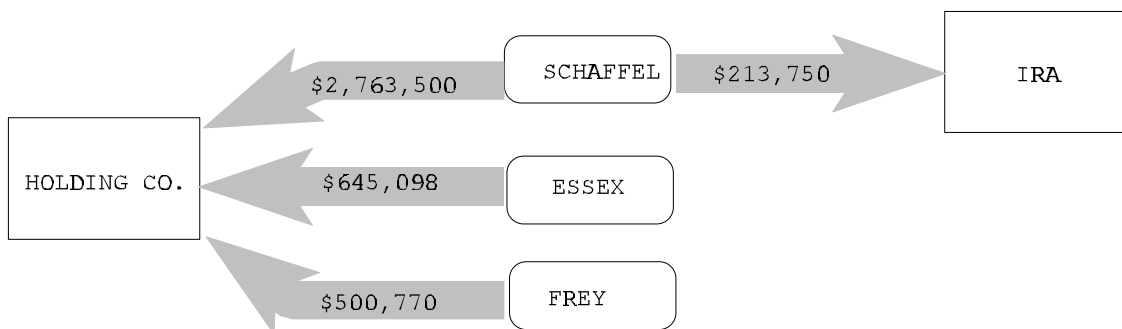 SCHAFFEL
$213,750
IRA
$2,763,500
HOLDING CO.
$645,098
ESSEX
$500,770
FREY